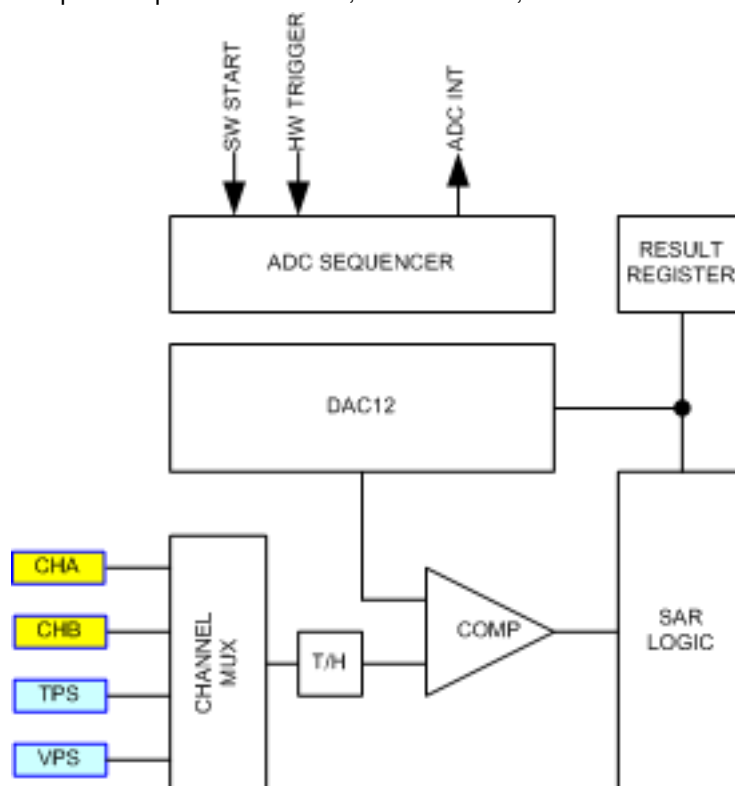 SW START
HW TRIGGER
ADC INT
ADC SEQUENCER
RESULT
REGISTER
DAC12
CHA
CHB
TPS
VPS
CHANNEL
MUX
T/H
COMP
SAR
LOGIC